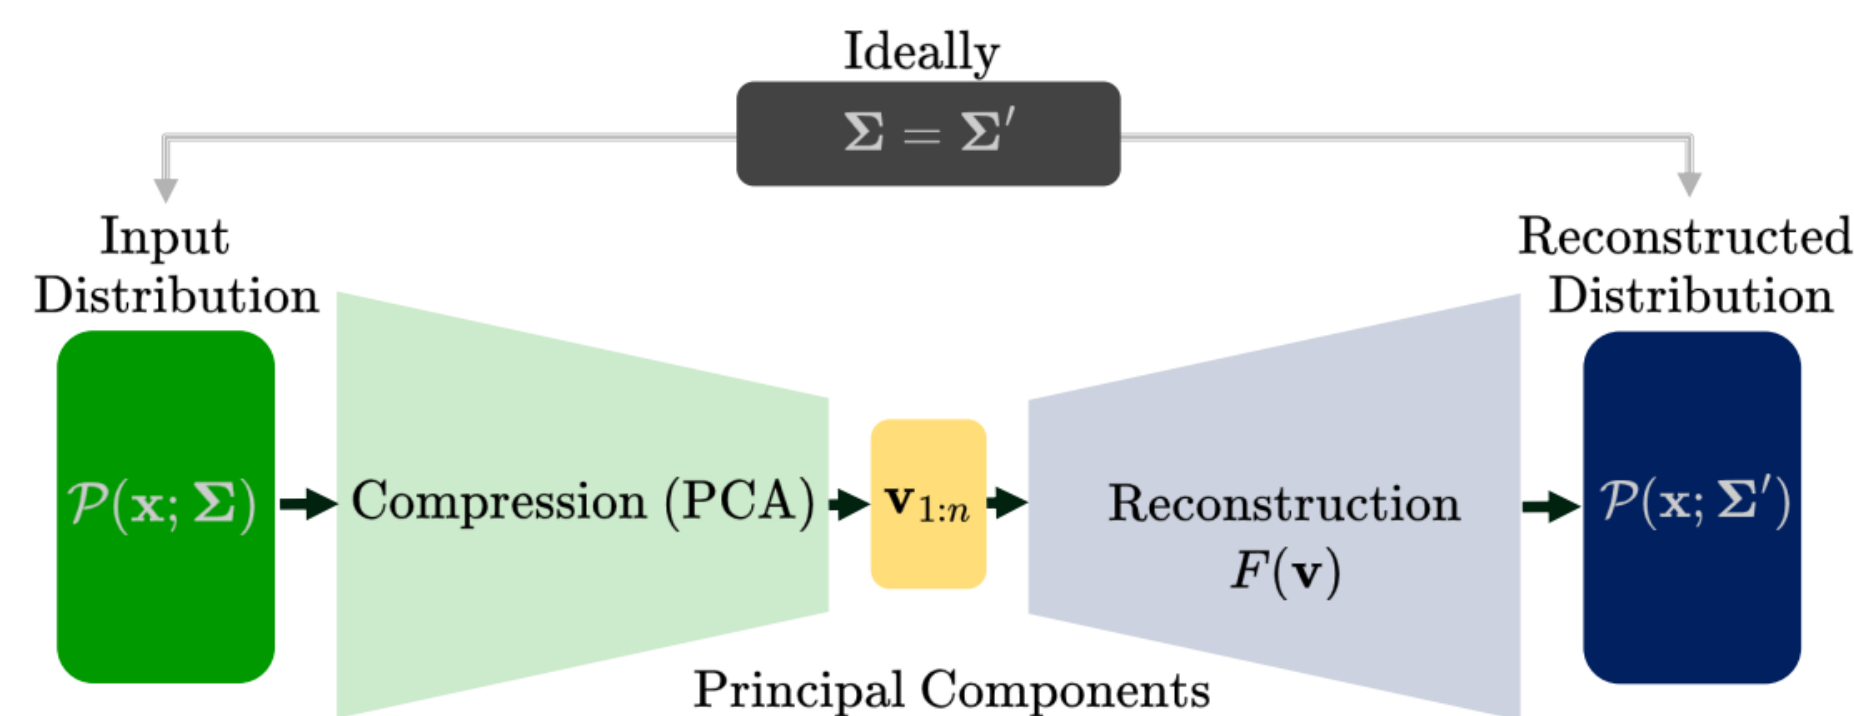 Ideally
Σ = Σ′
Input
Distribution
Reconstructed
Distribution
𝒫(x; Σ)
Compression (PCA)
v₁:ₙ
Reconstruction
F(v)
𝒫(x; Σ′)
Principal Components